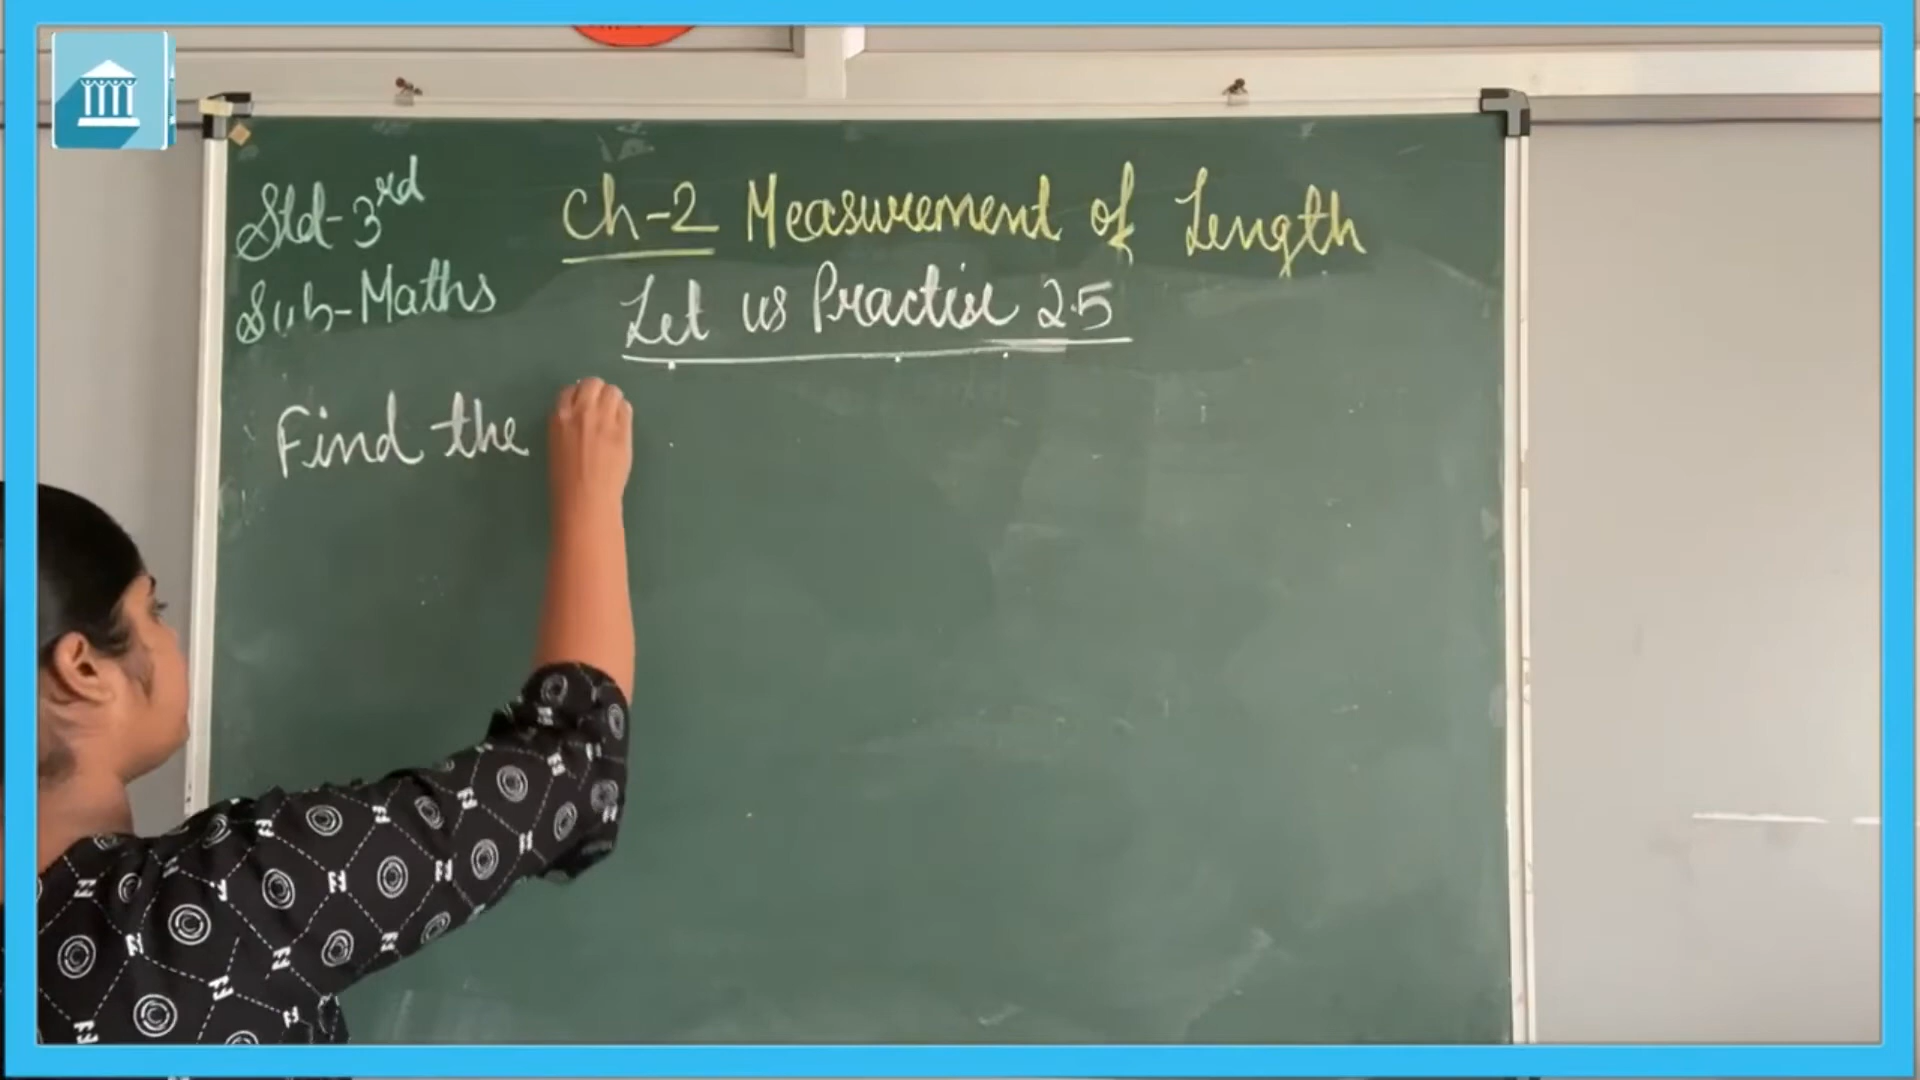 Std-3rd
Sub-Maths
Ch-2 Measurement of Length
Let us Practise 2.5
Find the